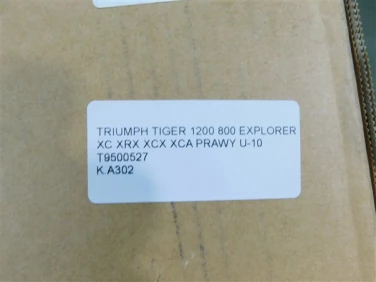 TRIUMPH TIGER 1200 800 EXPLORER
XC XRX XCX XCA PRAWY U-10
T9500527
K.A302